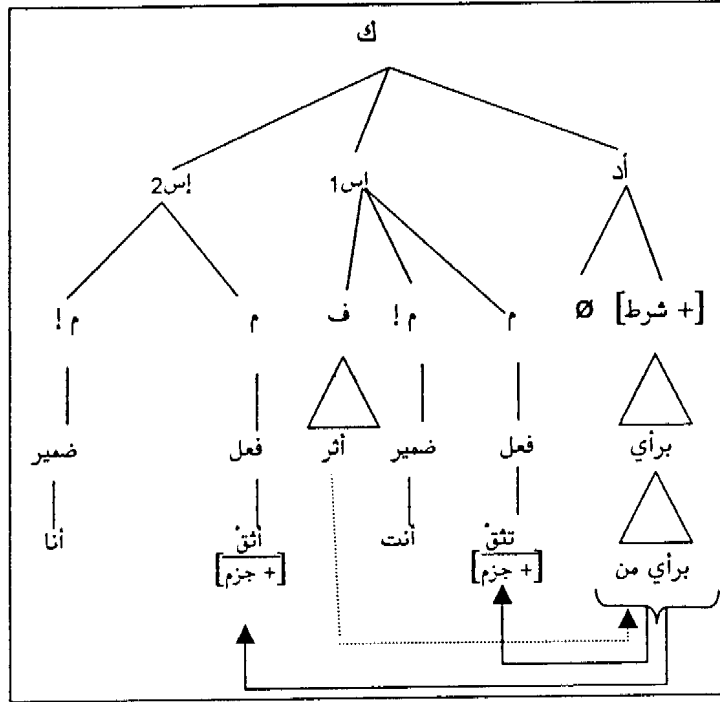 ك
أد إس1 إس2
[+ شرط] Ø م م ! ف م م !
برأي فعل ضمير أثر فعل ضمير
برأي من تثقْ أنت أثقْ أنا
[+ جزم] [+ جزم]